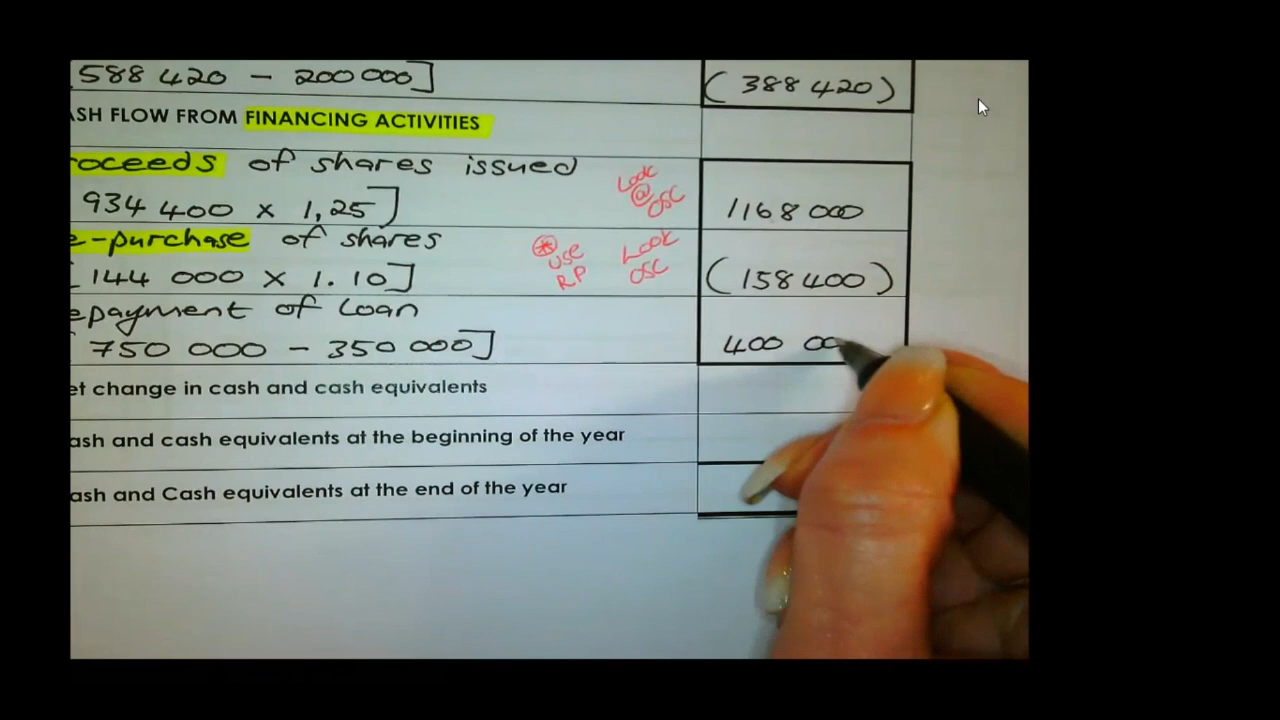 588 420 - 200 000]
(388 420)
ASH FLOW FROM FINANCING ACTIVITIES
roceeds of shares issued
Look
@
OSC
934 400 x 1,25]
1168 000
e-purchase of shares
* USE
RP
Look
OSC
[144 000 x 1.10]
(158 400)
epayment of Loan
[750 000 - 350 000]
400 00
et change in cash and cash equivalents
ash and cash equivalents at the beginning of the year
ash and Cash equivalents at the end of the year